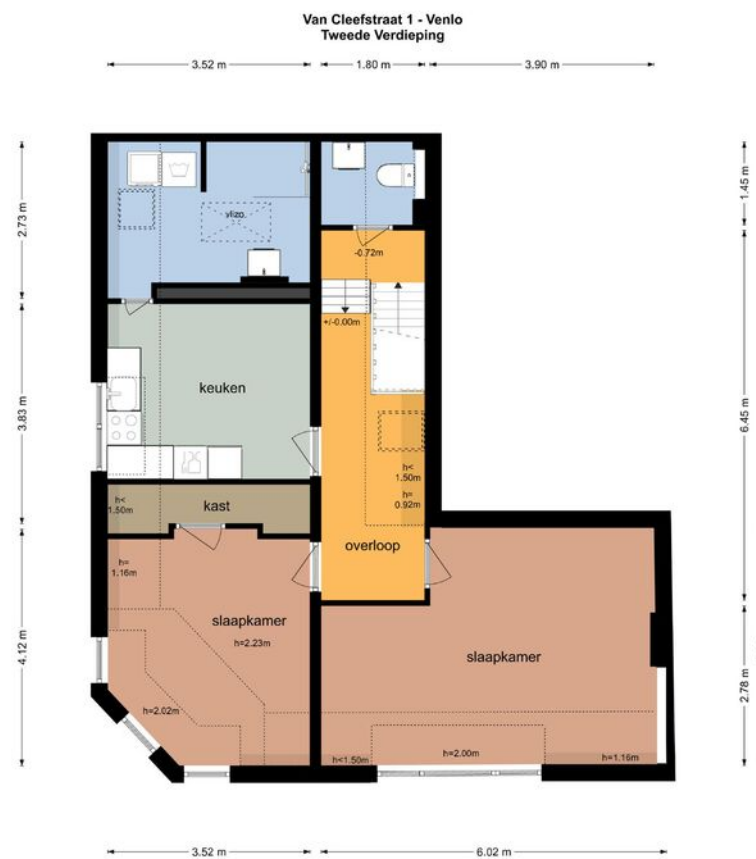 Van Cleefstraat 1 - Venlo
Tweede Verdieping
3.52 m
1.80 m
3.90 m
2.73 m
1.45 m
vlizo
-0.72m
+/-0.00m
3.83 m
keuken
6.45 m
h<
1.50m
h=
0.92m
h<
1.50m
kast
overloop
h=
1.16m
slaapkamer
h=2.23m
slaapkamer
4.12 m
2.78 m
h=2.02m
h<1.50m
h=2.00m
h=1.16m
3.52 m
6.02 m